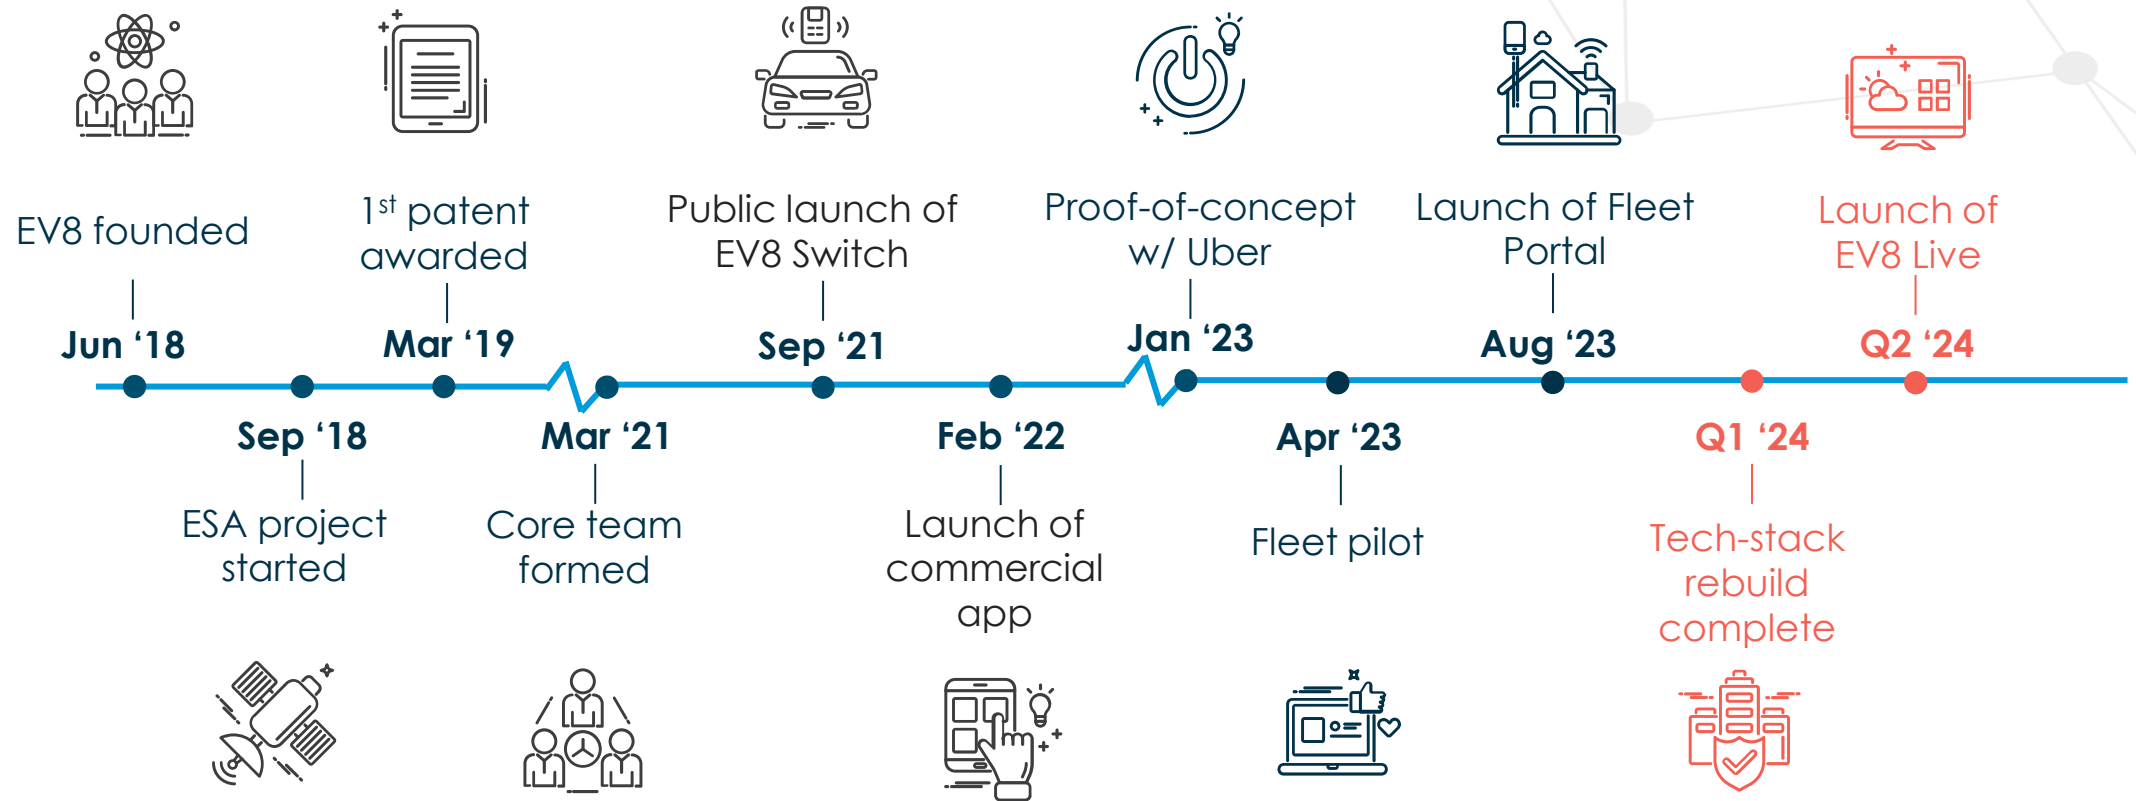 EV8 founded
1st patent
awarded
Public launch of
EV8 Switch
Proof-of-concept
w/ Uber
Launch of Fleet
Portal
Launch of
EV8 Live
Jun ‘18
Mar ‘19
Sep ‘21
Jan ‘23
Aug ‘23
Q2 ‘24
Sep ‘18
Mar ‘21
Feb ‘22
Apr ‘23
Q1 ‘24
ESA project
started
Core team
formed
Launch of
commercial
app
Fleet pilot
Tech-stack
rebuild
complete